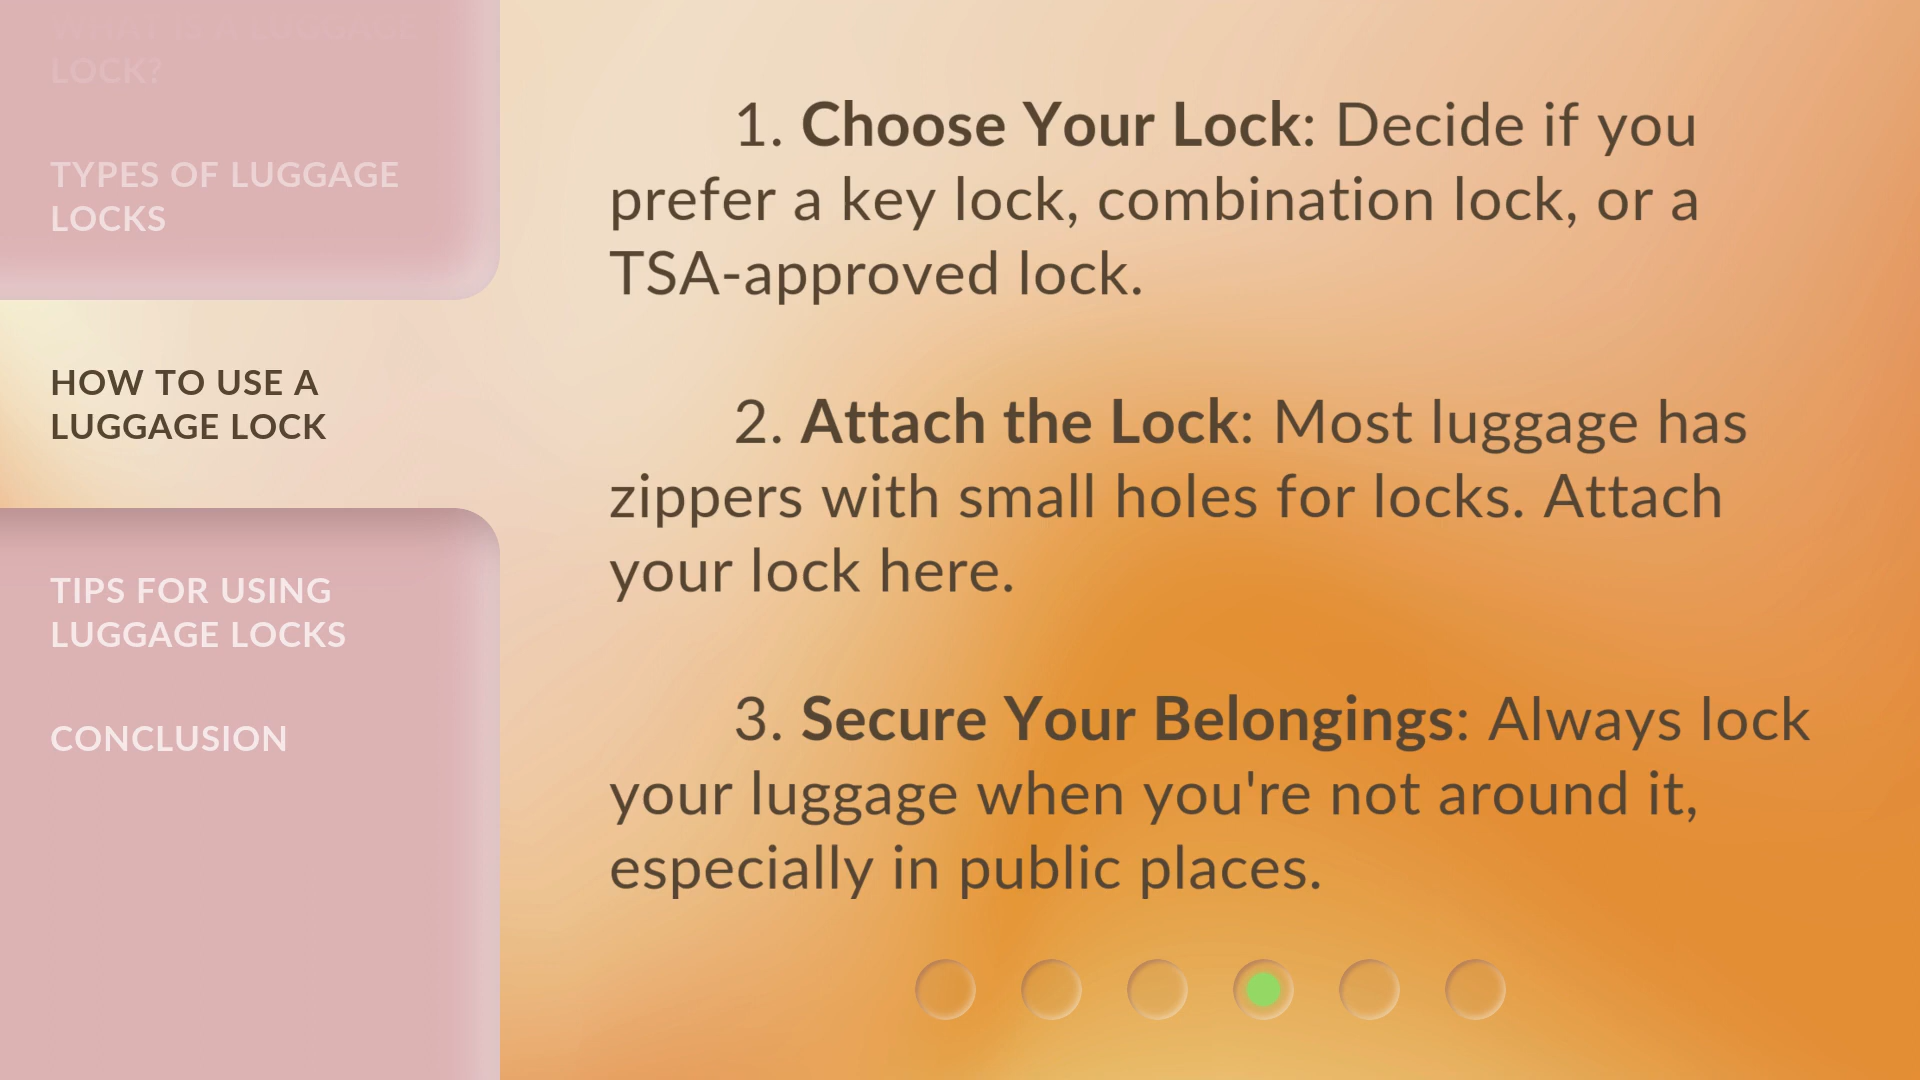 WHAT IS A LUGGAGE
LOCK?
TYPES OF LUGGAGE
LOCKS
HOW TO USE A
LUGGAGE LOCK
TIPS FOR USING
LUGGAGE LOCKS
CONCLUSION
1. Choose Your Lock: Decide if you
prefer a key lock, combination lock, or a
TSA-approved lock.
2. Attach the Lock: Most luggage has
zippers with small holes for locks. Attach
your lock here.
3. Secure Your Belongings: Always lock
your luggage when you're not around it,
especially in public places.